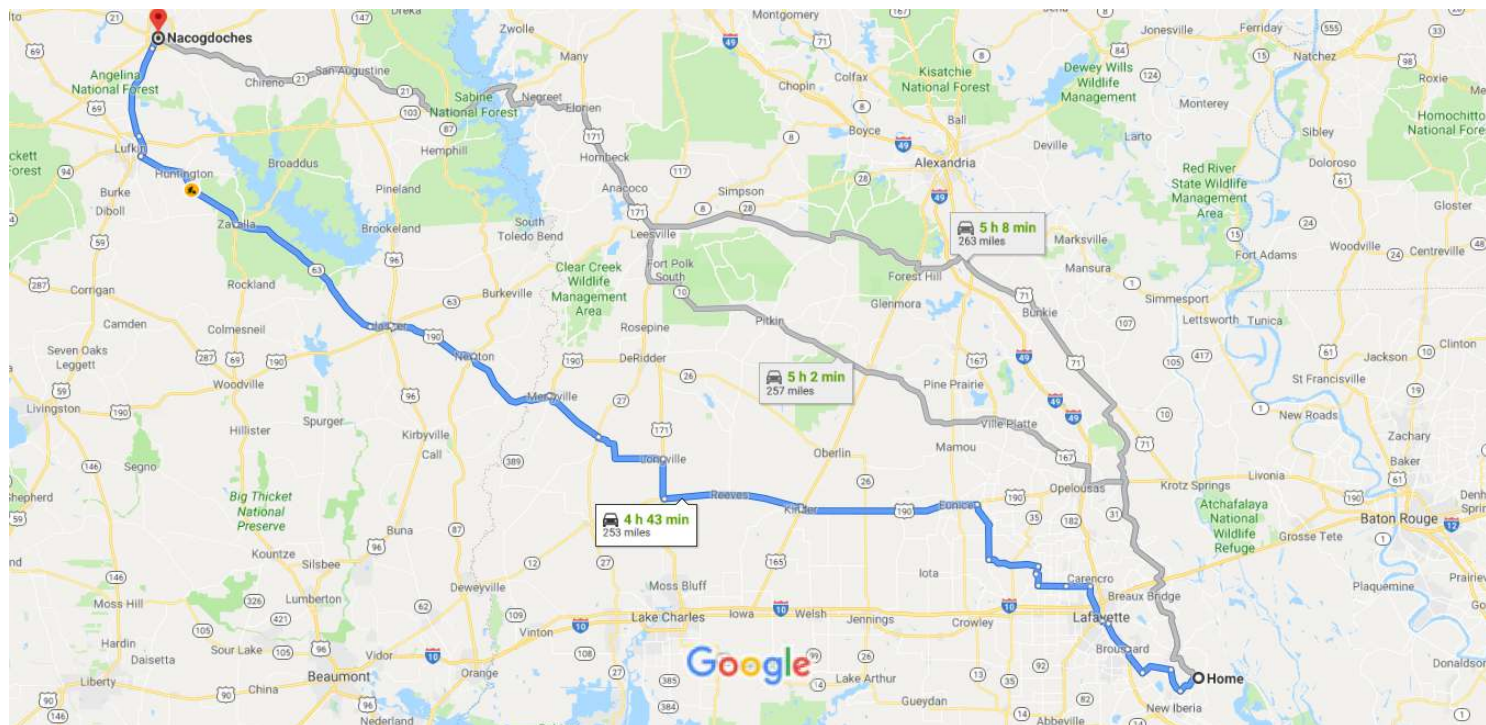 Nacogdoches
Angelina
National Forest
Chireno
San Augustine
Sabine
National Forest
Negreet
Florien
Zwolle
Many
Montgomery
Jena
Jonesville
Ferriday
Natchez
Roxie
Chopin
Colfax
Kisatchie
National Forest
Dewey Wills
Wildlife
Management
Monterey
Sibley
Homochitto
National Fore
Boyce
Ball
Deville
Larto
Doloroso
Alexandria
Hemphill
Hornbeck
Lufkin
Huntington
Broaddus
Burke
Diboll
Pineland
Zavalla
Brookeland
South
Toledo Bend
Anacoco
Simpson
Leesville
5 h 8 min
263 miles
Red River
State Wildlife
Management
Area
Gloster
Woodville
Centreville
Marksville
Mansura
Fort Adams
Clear Creek
Wildlife
Management
Area
Fort Polk
South
Forest Hill
Glenmora
Bunkie
Simmesport
Lettsworth
Tunica
Corrigan
Rockland
Burkeville
Camden
Colmesneil
Jasper
Rosepine
Pitkin
Seven Oaks
Leggett
Woodville
Newton
DeRidder
5 h 2 min
257 miles
Pine Prairie
Clinton
Jackson
St Francisville
New Roads
Livingston
Merryville
Ville Platte
Mamou
Spurger
Hillister
Kirbyville
Call
Zachary
Baker
Segno
Longville
Oberlin
Opelousas
Krotz Springs
Livonia
Shepherd
Big Thicket
National
Preserve
Reeves
Kinder
Eunice
Atchafalaya
National
Wildlife
Refuge
Baton Rouge
Buna
4 h 43 min
253 miles
Grosse Tete
Kountze
Silsbee
Moss Bluff
Iota
Carencro
Breaux Bridge
Plaquemine
Moss Hill
Lumberton
Deweyville
Lake Charles
Iowa
Welsh
Jennings
Crowley
Lafayette
Hardin
Daisetta
Sour Lake
Vidor
Vinton
Broussard
Liberty
China
Beaumont
Orange
Google
Lake Arthur
Home
New Iberia
Nederland
Gueydan
Abbeville